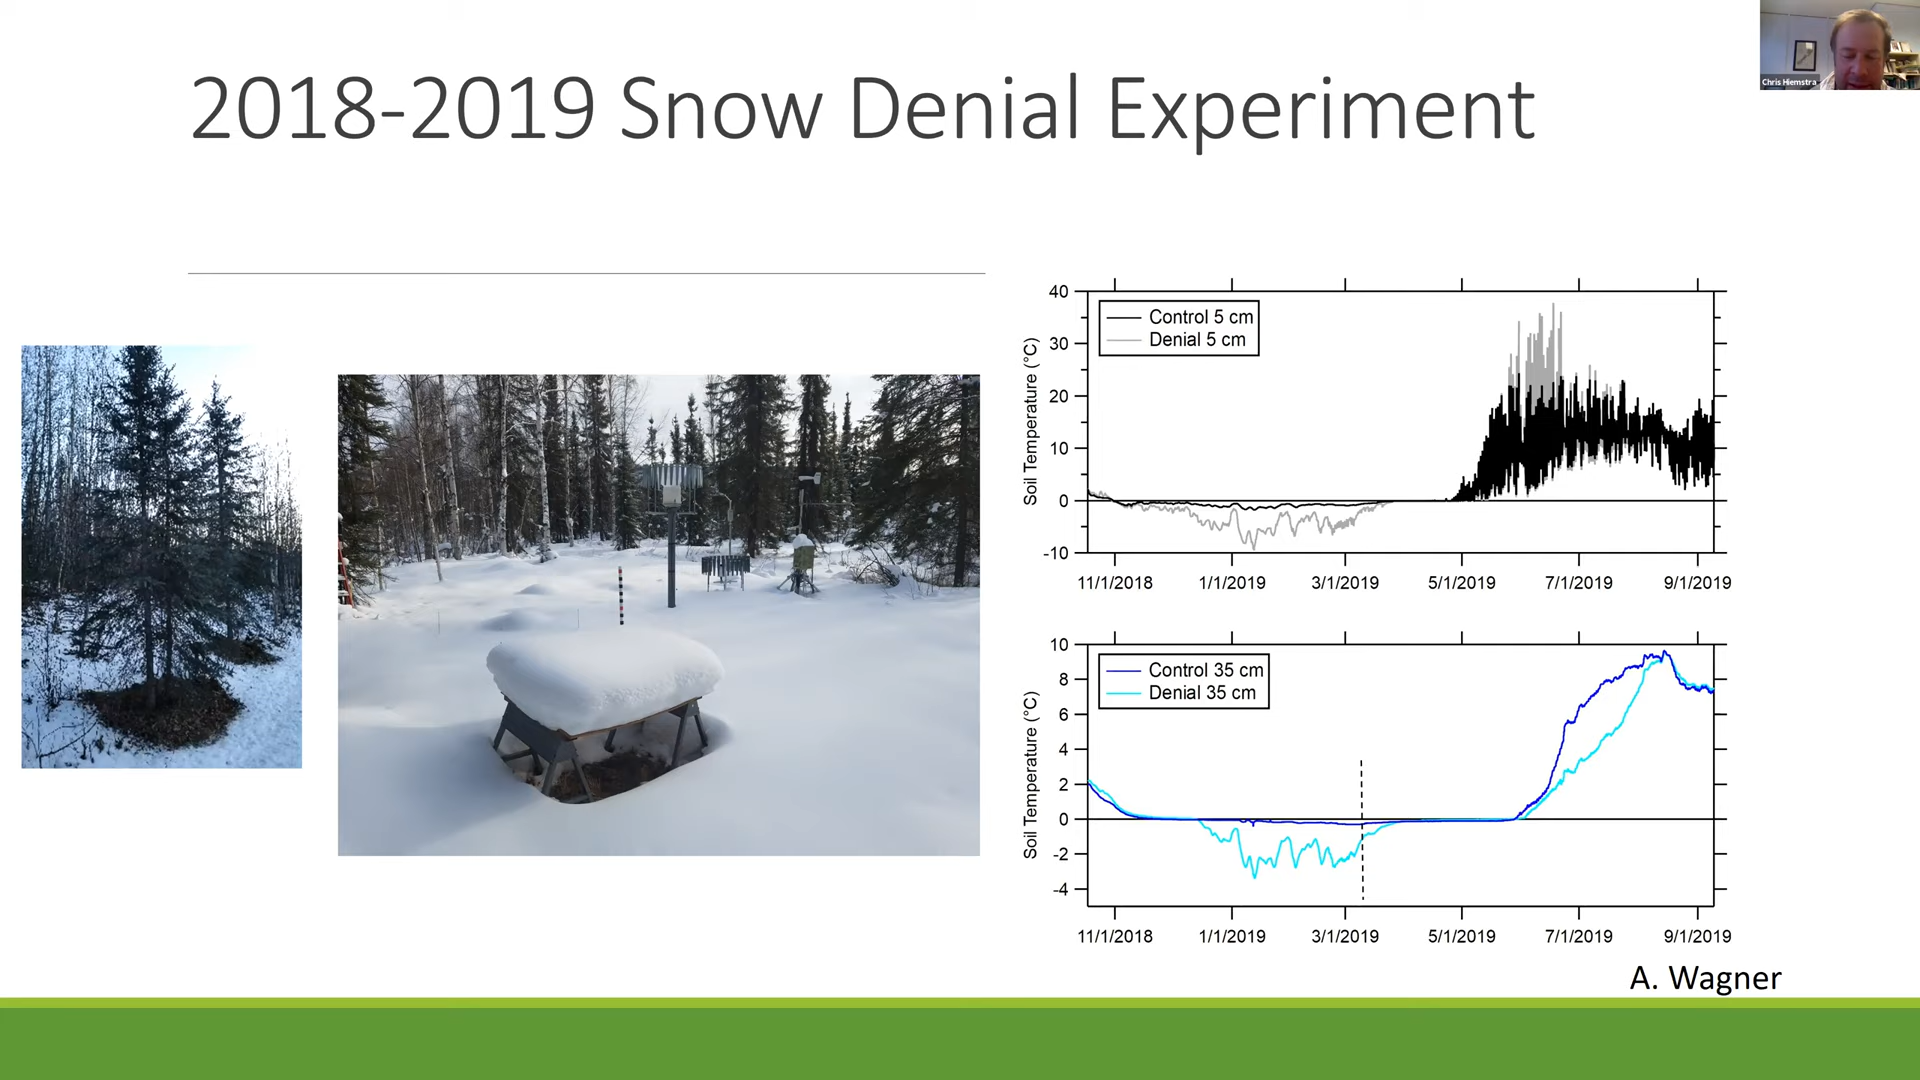 2018-2019 Snow Denial Experiment
Chris Hiemstra
40
30
20
10
0
-10
Soil Temperature (°C)
Control 5 cm
Denial 5 cm
11/1/2018 1/1/2019 3/1/2019 5/1/2019 7/1/2019 9/1/2019
10
8
6
4
2
0
-2
-4
Soil Temperature (°C)
Control 35 cm
Denial 35 cm
11/1/2018 1/1/2019 3/1/2019 5/1/2019 7/1/2019 9/1/2019
A. Wagner